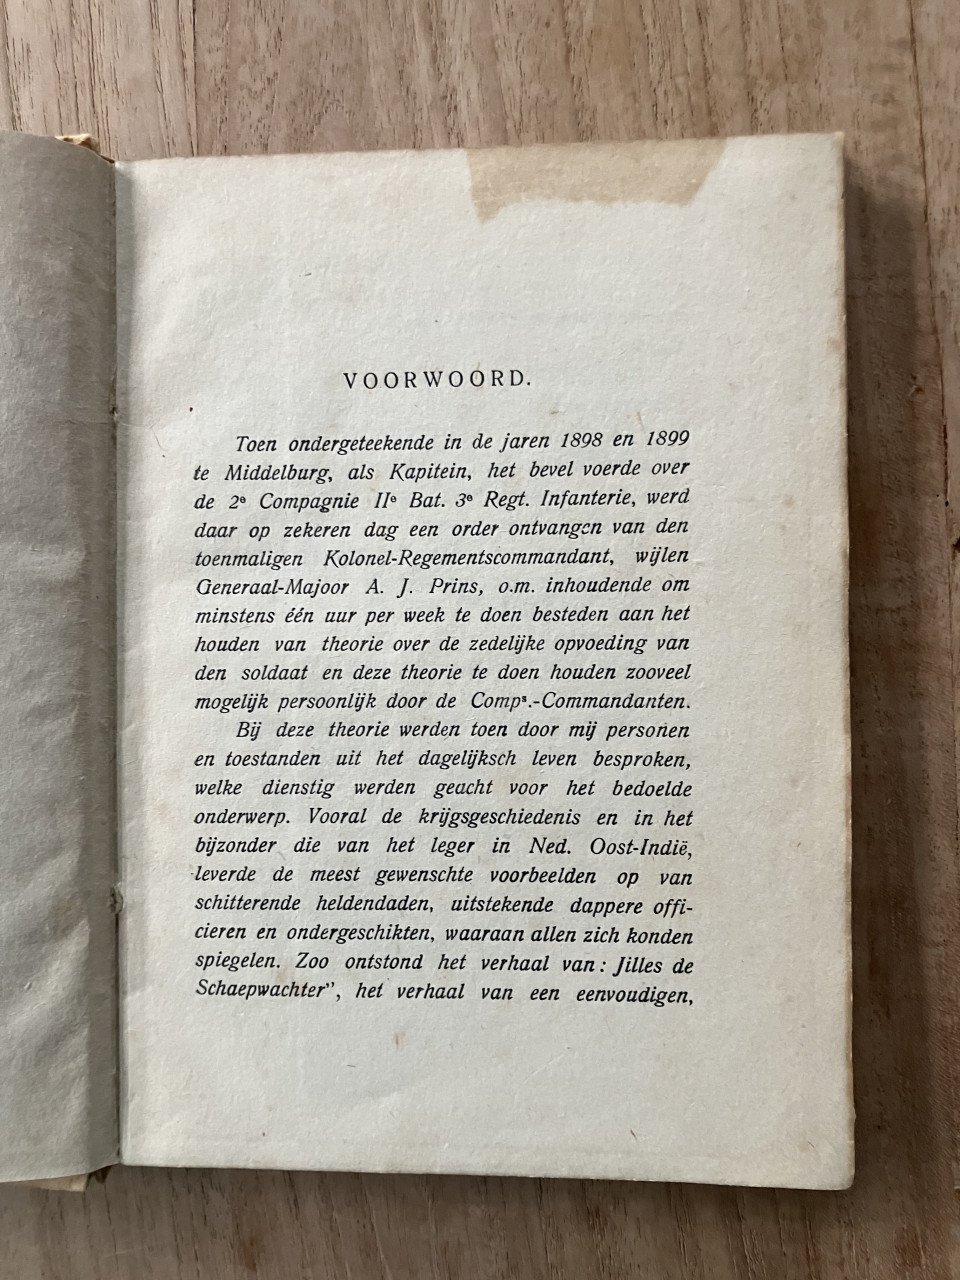 VOORWOORD.
Toen ondergeteekende in de jaren 1898 en 1899
te Middelburg, als Kapitein, het bevel voerde over
de 2e Compagnie IIe Bat. 3e Regt. Infanterie, werd
daar op zekeren dag een order ontvangen van den
toenmaligen Kolonel-Regementscommandant, wijlen
Generaal-Majoor A. J. Prins, o.m. inhoudende om
minstens één uur per week te doen besteden aan het
houden van theorie over de zedelijke opvoeding van
den soldaat en deze theorie te doen houden zooveel
mogelijk persoonlijk door de Comps.-Commandanten.
Bij deze theorie werden toen door mij personen
en toestanden uit het dagelijksch leven besproken,
welke dienstig werden geacht voor het bedoelde
onderwerp. Vooral de krijgsgeschiedenis en in het
bijzonder die van het leger in Ned. Oost-Indië,
leverde de meest gewenschte voorbeelden op van
schitterende heldendaden, uitstekende dappere offi-
cieren en ondergeschikten, waaraan allen zich konden
spiegelen. Zoo ontstond het verhaal van: Jilles de
Schaepwachter”, het verhaal van een eenvoudigen,